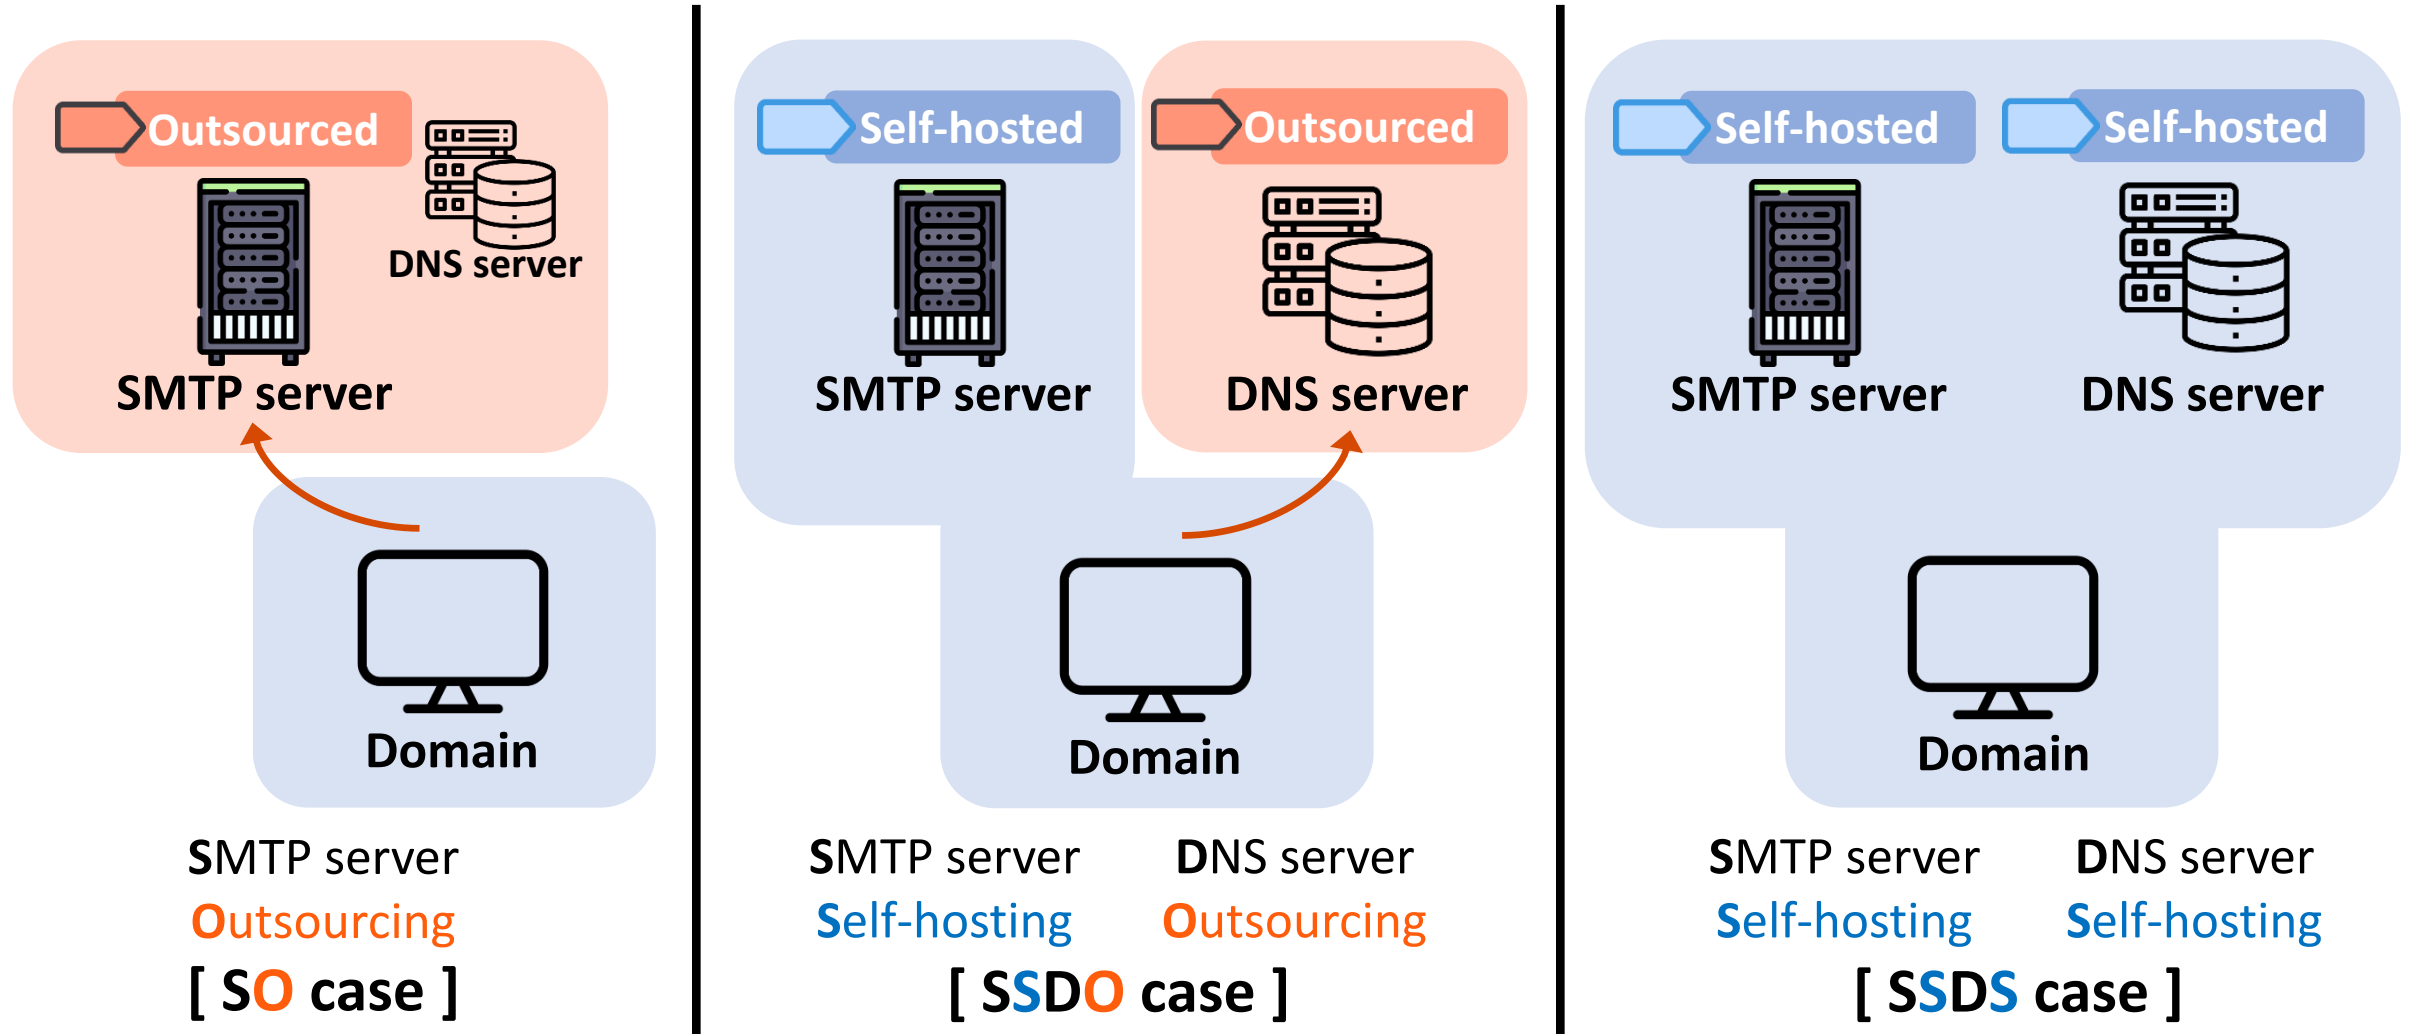 Outsourced
DNS server
SMTP server
Domain
SMTP server
Outsourcing
[ SO case ]
Self-hosted
Outsourced
SMTP server
DNS server
Domain
SMTP server DNS server
Self-hosting Outsourcing
[ SSDO case ]
Self-hosted
Self-hosted
SMTP server
DNS server
Domain
SMTP server DNS server
Self-hosting Self-hosting
[ SSDS case ]